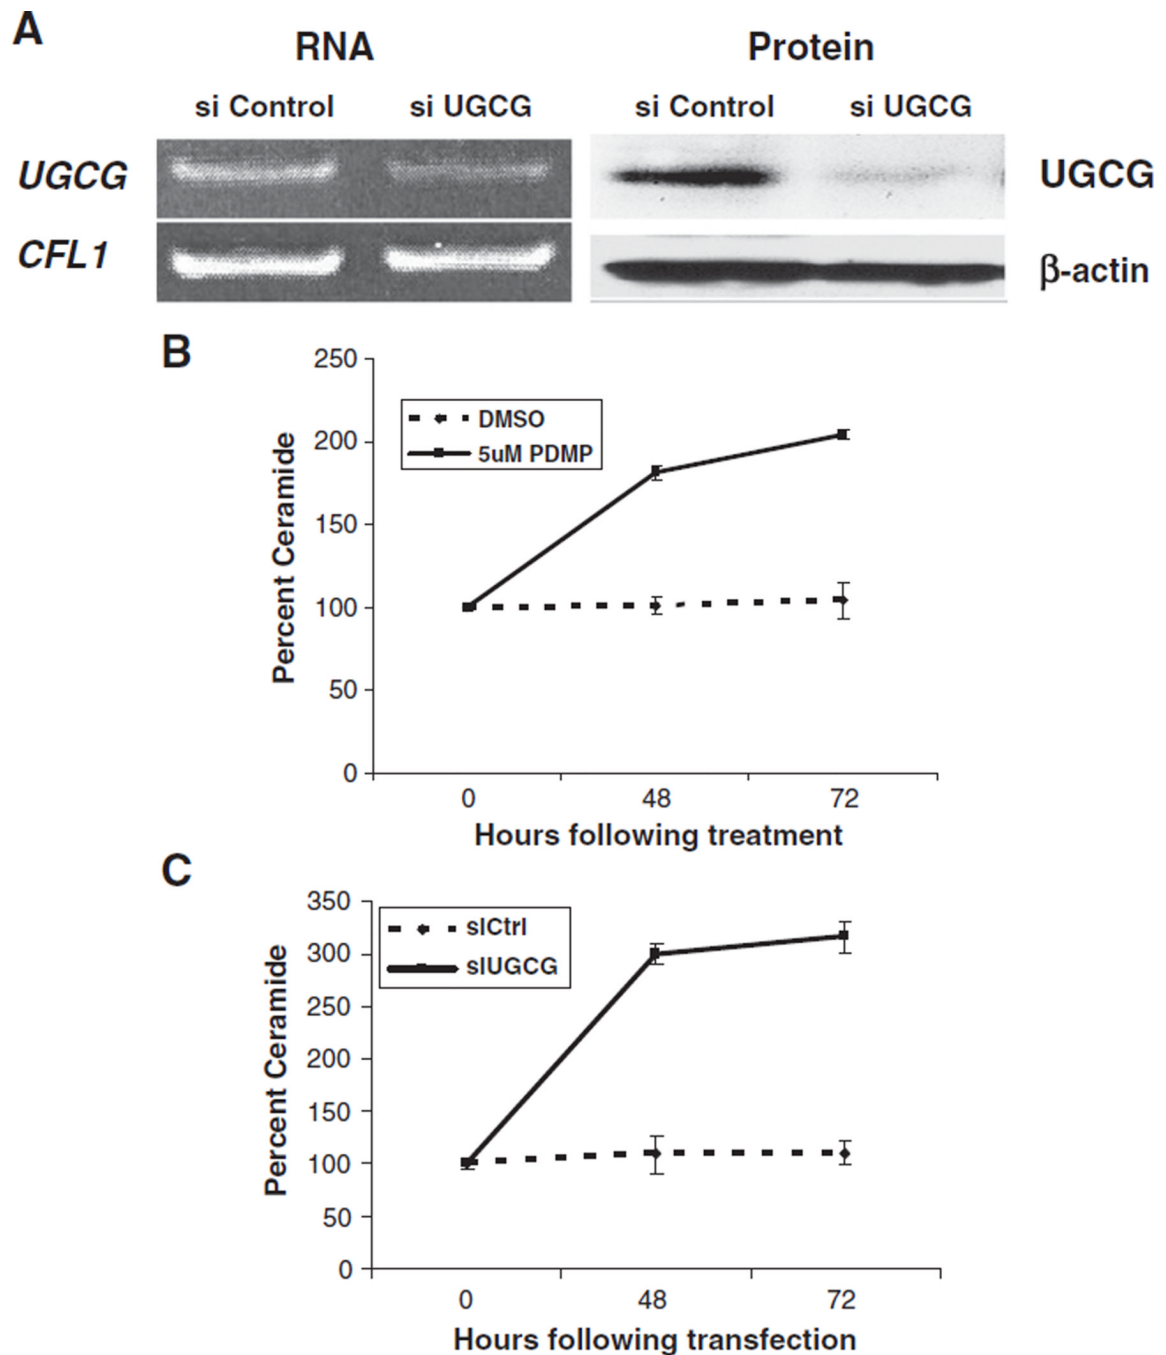 A
RNA
Protein
si Control
si UGCG
si Control
si UGCG
UGCG
UGCG
CFL1
β-actin
B
250
200
150
100
50
0
Percent Ceramide
DMSO
5uM PDMP
0
48
72
Hours following treatment
C
350
300
250
200
150
100
50
0
Percent Ceramide
siCtrl
siUGCG
0
48
72
Hours following transfection